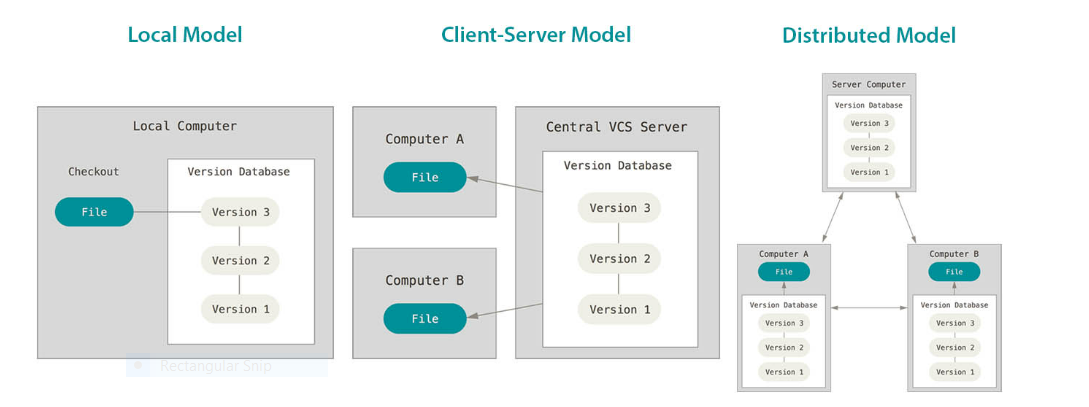 Local Model
Client-Server Model
Distributed Model
Local Computer
Checkout
File
Version Database
Version 3
Version 2
Version 1
Computer A
File
Computer B
File
Central VCS Server
Version Database
Version 3
Version 2
Version 1
Server Computer
Version Database
Version 3
Version 2
Version 1
Computer A
File
Version Database
Version 3
Version 2
Version 1
Computer B
File
Version Database
Version 3
Version 2
Version 1
Rectangular Snip